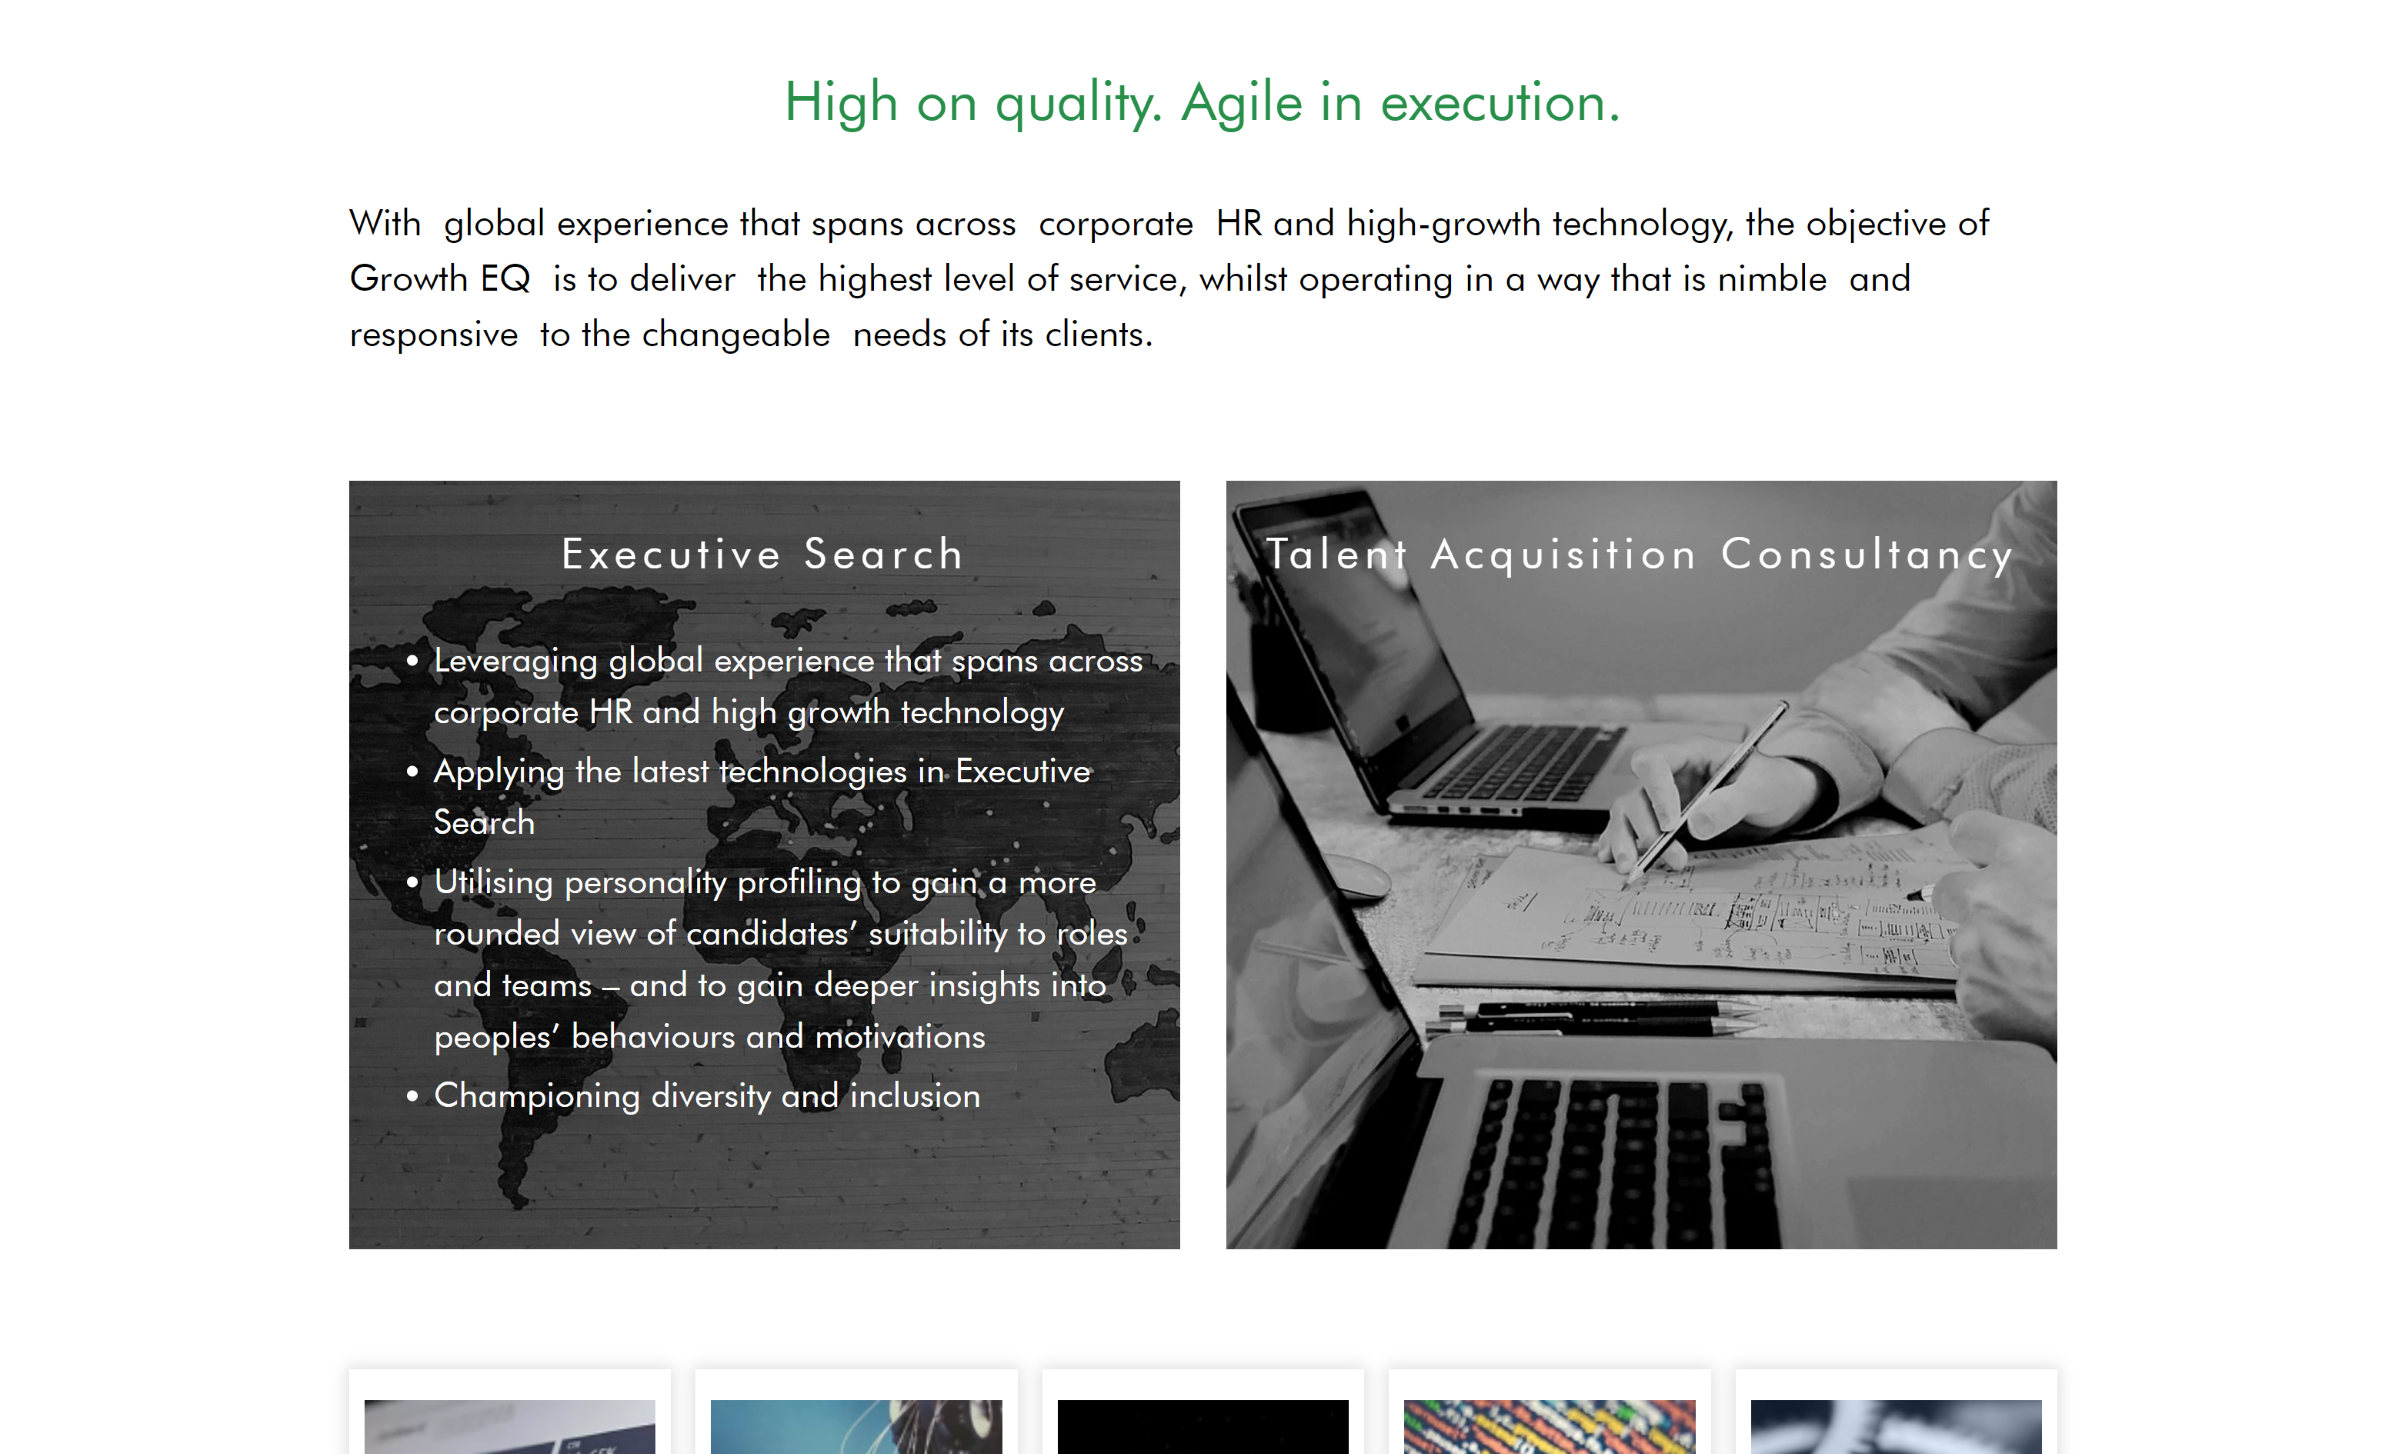 High on quality. Agile in execution.
With global experience that spans across corporate HR and high-growth technology, the objective of
Growth EQ is to deliver the highest level of service, whilst operating in a way that is nimble and
responsive to the changeable needs of its clients.
Executive Search
• Leveraging global experience that spans across
corporate HR and high growth technology
• Applying the latest technologies in Executive
Search
• Utilising personality profiling to gain a more
rounded view of candidates’ suitability to roles
and teams – and to gain deeper insights into
peoples’ behaviours and motivations
• Championing diversity and inclusion
Talent Acquisition Consultancy